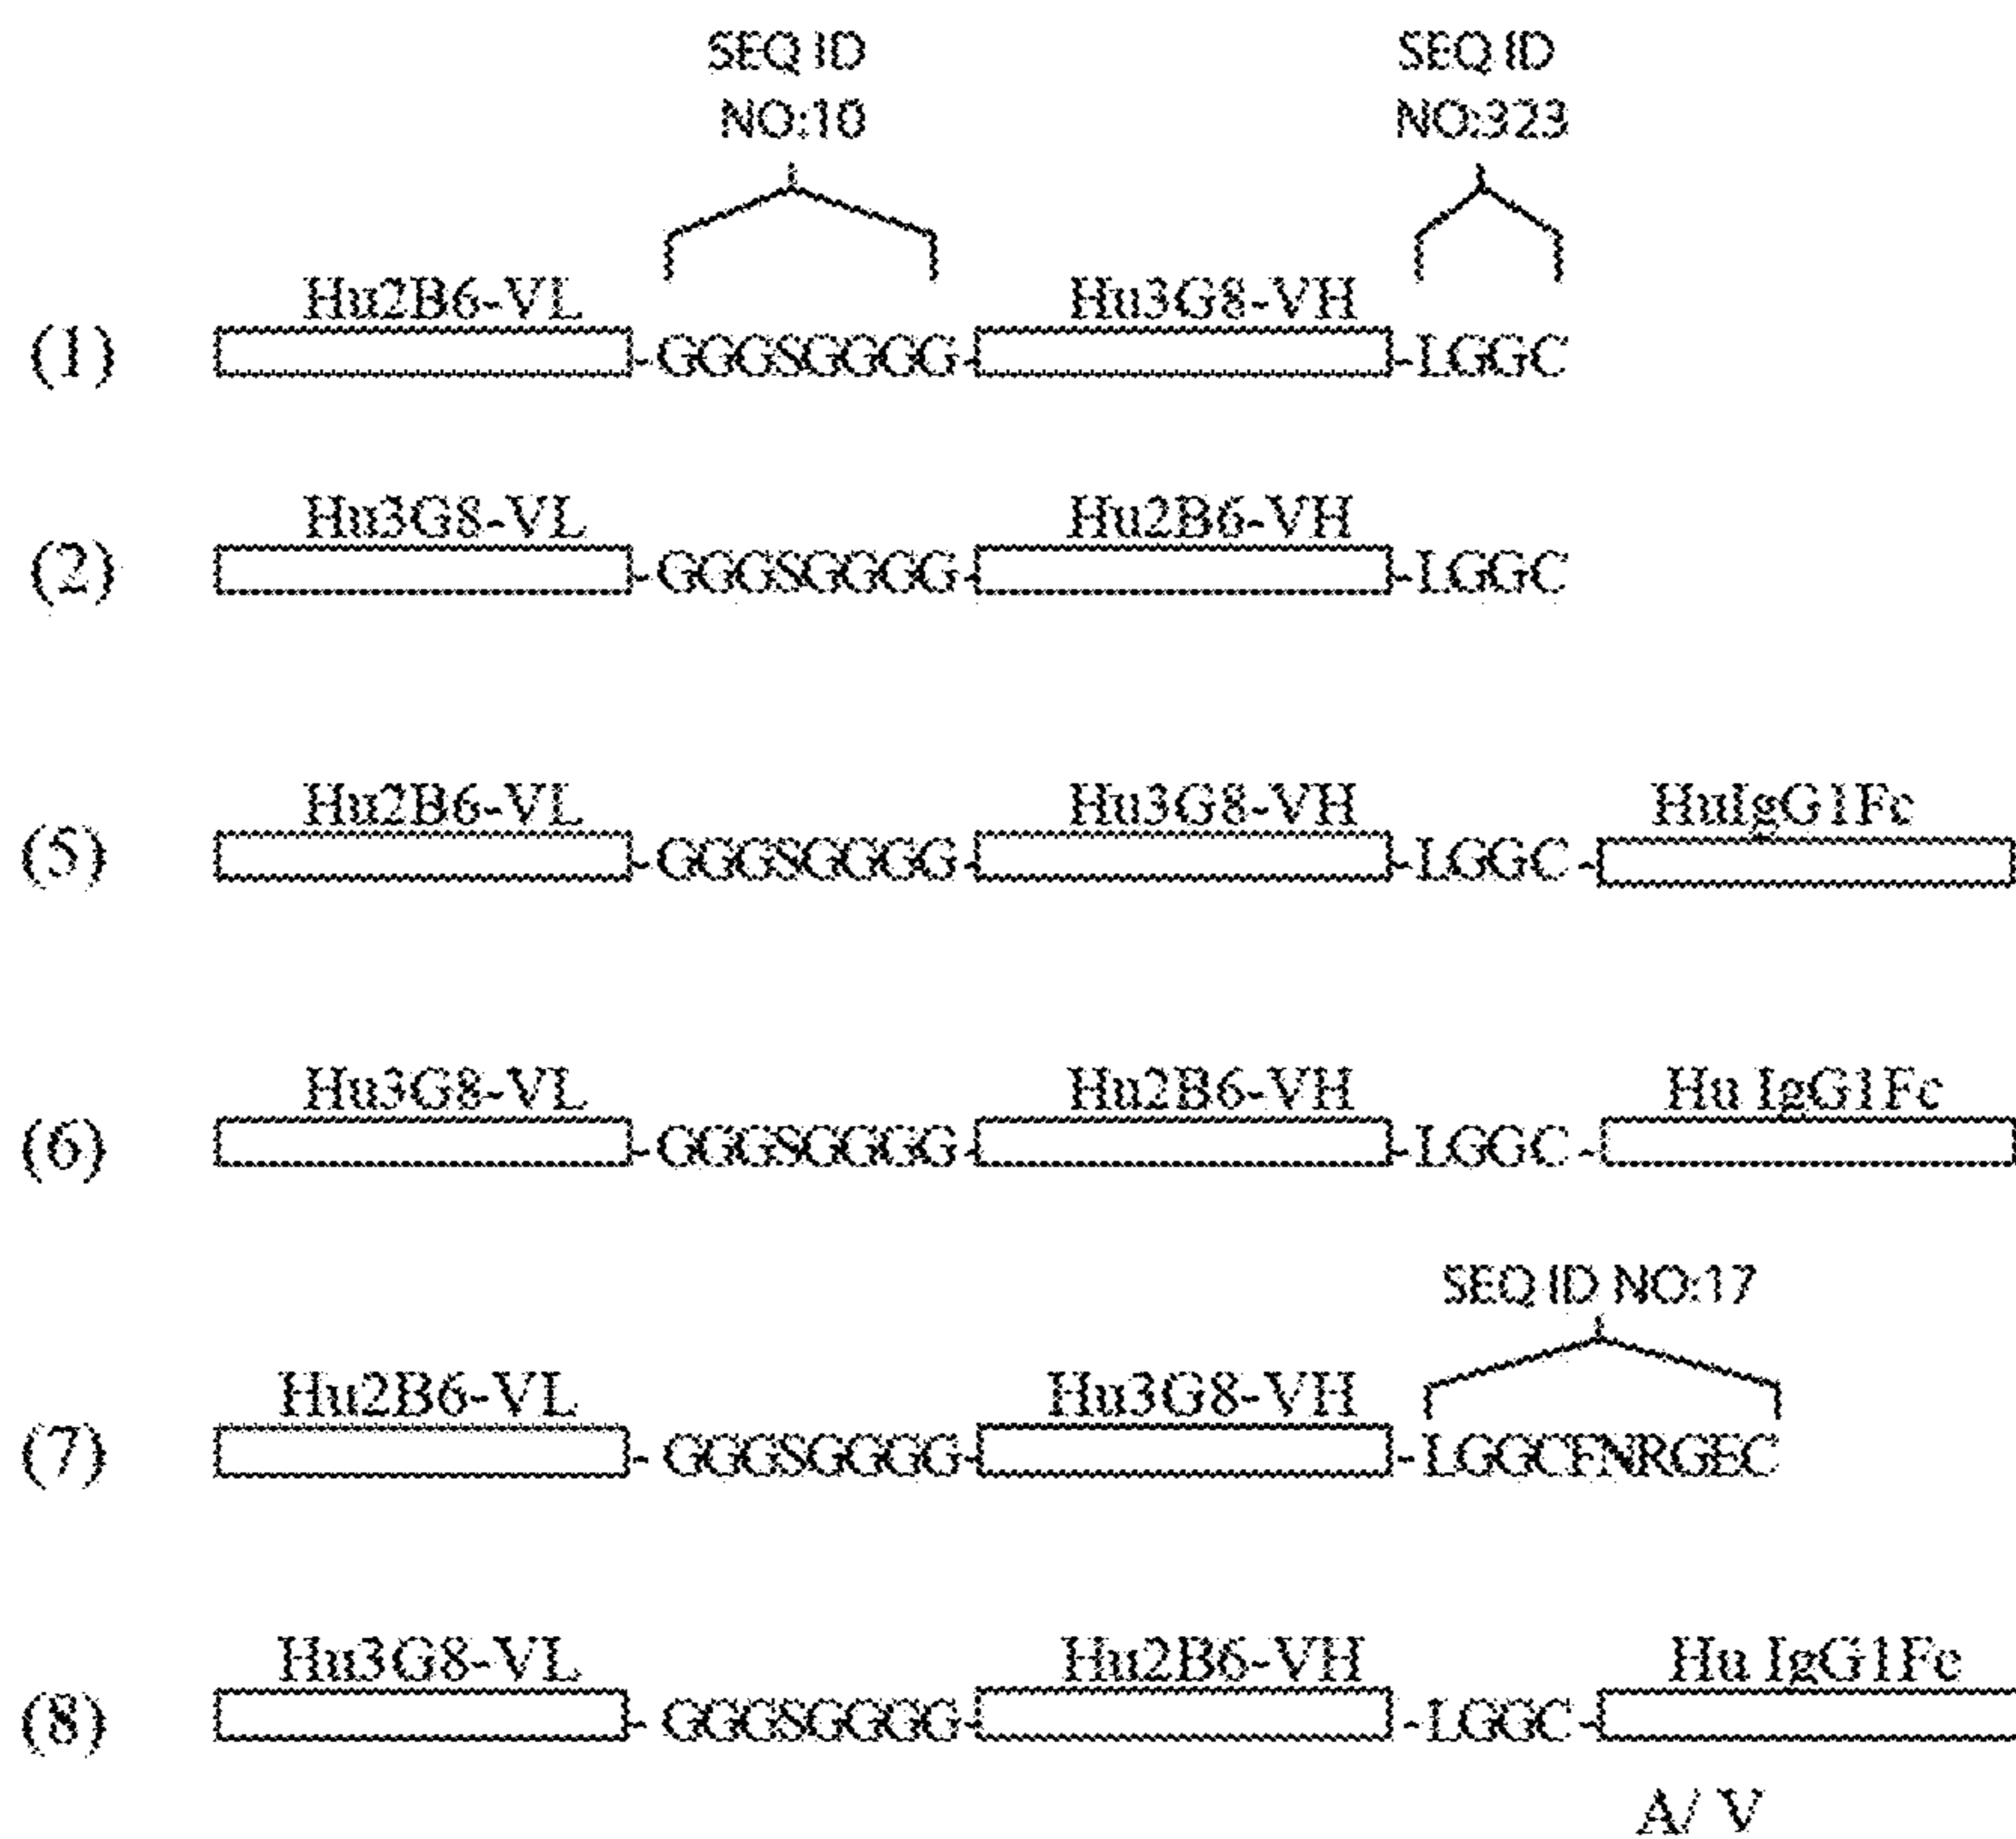 SEQ ID SEQ ID
NO:10 NO:323
Hu2B6-VL Hu3G8-VH
(1) -GGGSGGGG- -LGGC
Hu3G8-VL Hu2B6-VH
(2) -GGGSGGGG- -LGGC
Hu2B6-VL Hu3G8-VH HuIgG1Fc
(5) -GGGSGGGG- -LGGC -
Hu3G8-VL Hu2B6-VH Hu IgG1Fc
(6) -GGGSGGGG- -LGGC -
SEQ ID NO:17
Hu2B6-VL Hu3G8-VH
(7) - GGGSGGGG- -LGGCFNRGEC
Hu3G8-VL Hu2B6-VH Hu IgG1Fc
(8) - GGGSGGGG- -LGGC-
A/ V